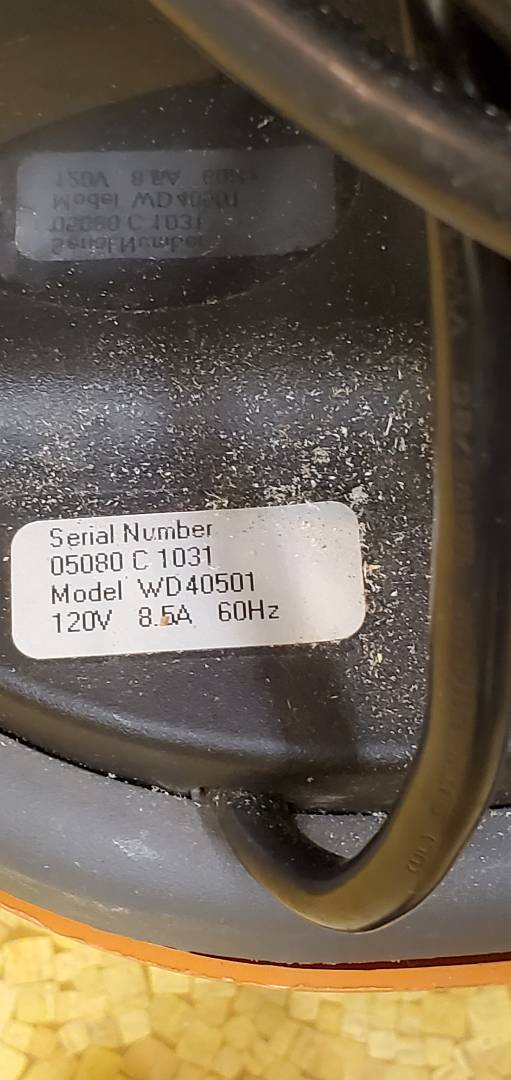 Serial Number
05080 C 1031
Model WD40501
120V 8.5A 60Hz